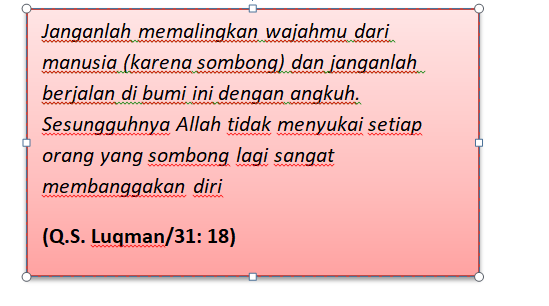 Janganlah memalingkan wajahmu dari
manusia (karena sombong) dan janganlah
berjalan di bumi ini dengan angkuh.
Sesungguhnya Allah tidak menyukai setiap
orang yang sombong lagi sangat
membanggakan diri
(Q.S. Luqman/31: 18)